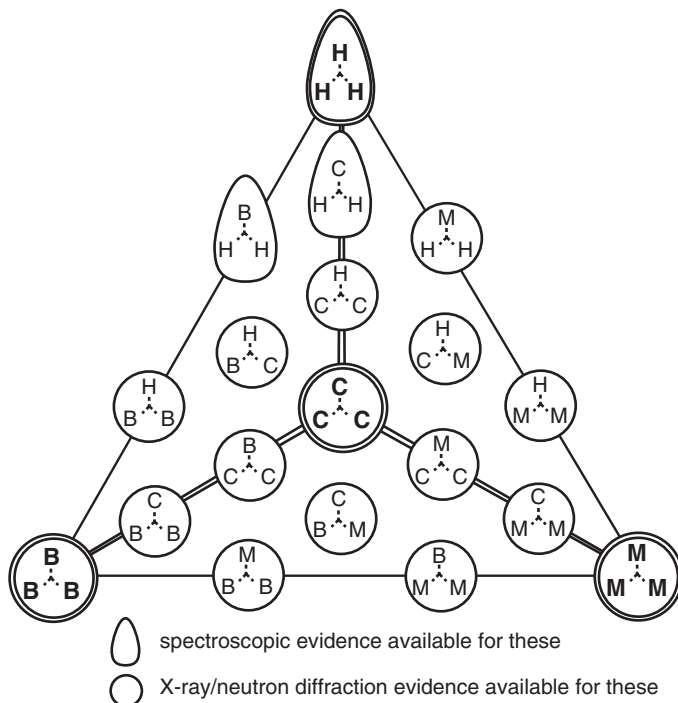 H
H H
C
H H
B
H H
M
H H
H
C C
H
B C
H
C M
H
B B
C
C C
H
M M
B
C C
M
C C
C
B B
C
B M
C
M M
B
B B
M
B B
B
M M
M
M M
spectroscopic evidence available for these
X-ray/neutron diffraction evidence available for these